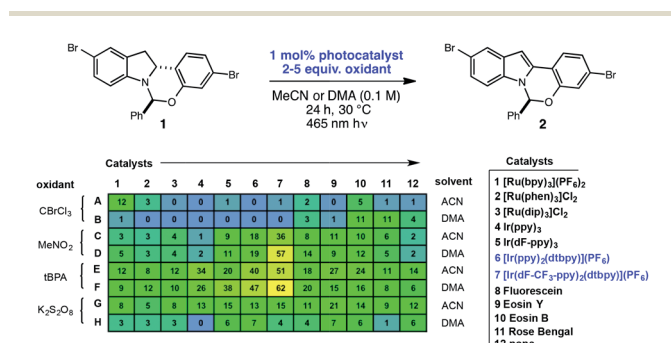 Br
Br
N
O
Ph
1
1 mol% photocatalyst
2-5 equiv. oxidant
MeCN or DMA (0.1 M)
24 h, 30 °C
465 nm hν
Br
Br
N
O
Ph
2
Catalysts
oxidant 1 2 3 4 5 6 7 8 9 10 11 12 solvent
CBrCl3
A 12 3 0 0 1 0 1 2 0 5 1 1 ACN
B 1 0 0 0 0 0 0 3 1 11 11 4 DMA
MeNO2
C 3 3 4 1 9 18 36 8 11 10 6 2 ACN
D 5 3 4 2 11 19 57 14 9 12 5 2 DMA
tBPA
E 12 8 12 34 20 40 51 18 27 24 11 14 ACN
F 9 12 10 26 38 47 62 20 15 16 8 6 DMA
K2S2O8
G 8 5 8 13 15 13 15 11 21 14 9 12 ACN
H 3 3 3 0 6 7 4 4 7 6 1 6 DMA
Catalysts
1 [Ru(bpy)3](PF6)2
2 [Ru(phen)3]Cl2
3 [Ru(dip)3]Cl2
4 Ir(ppy)3
5 Ir(dF-ppy)3
6 [Ir(ppy)2(dtbpy)](PF6)
7 [Ir(dF-CF3-ppy)2(dtbpy)](PF6)
8 Fluorescein
9 Eosin Y
10 Eosin B
11 Rose Bengal
12 none